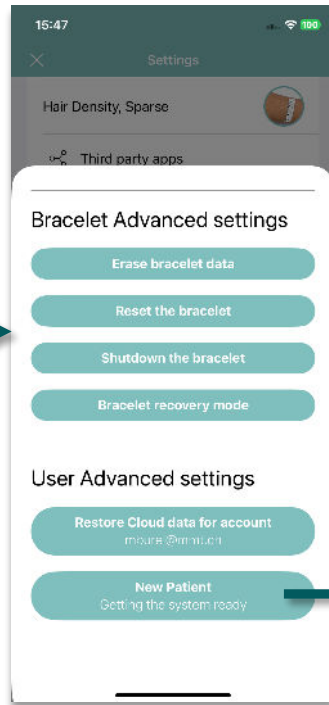 15:47
100
Settings
Hair Density, Sparse
Third party apps
Bracelet Advanced settings
Erase bracelet data
Reset the bracelet
Shutdown the bracelet
Bracelet recovery mode
User Advanced settings
Restore Cloud data for account
New Patient
Getting the system ready